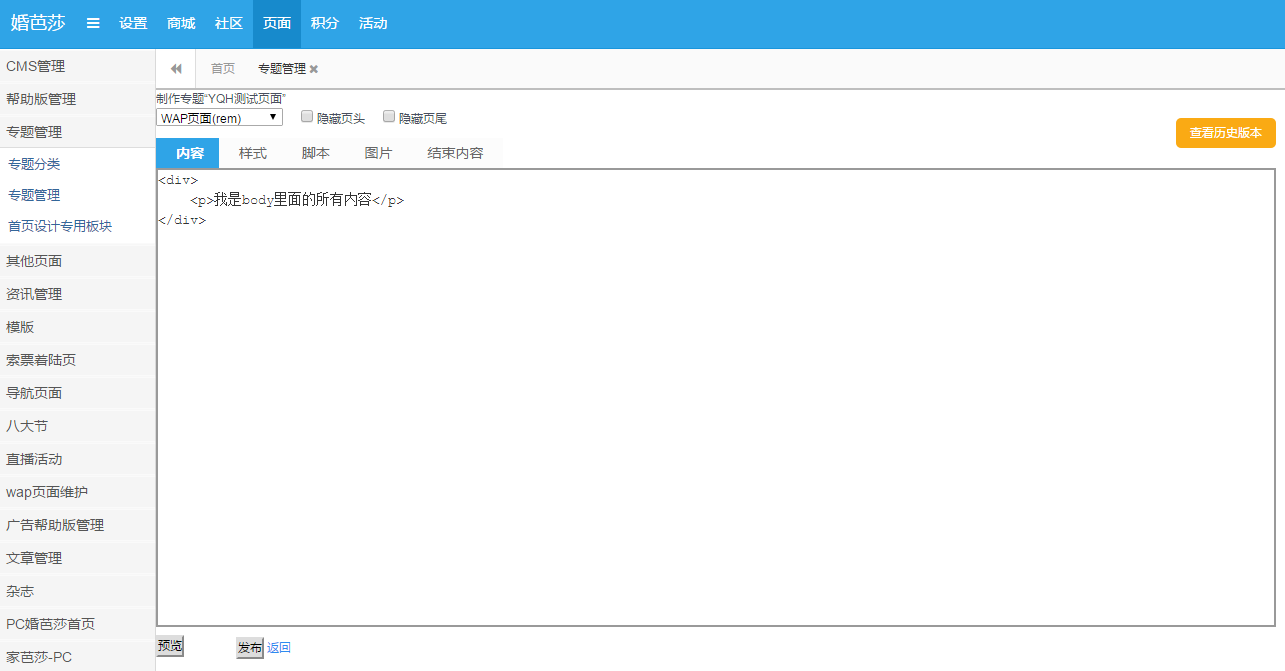 婚芭莎 设置 商城 社区 页面 积分 活动
CMS管理
帮助版管理
专题管理
专题分类
专题管理
首页设计专用板块
其他页面
资讯管理
模版
索票着陆页
导航页面
八大节
直播活动
wap页面维护
广告帮助版管理
文章管理
杂志
PC婚芭莎首页
家芭莎-PC
首页 专题管理
制作专题“YQH测试页面”
WAP页面(rem) 隐藏页头 隐藏页尾
查看历史版本
内容 样式 脚本 图片 结束内容
<div>
<p>我是body里面的所有内容</p>
</div>
预览 发布 返回